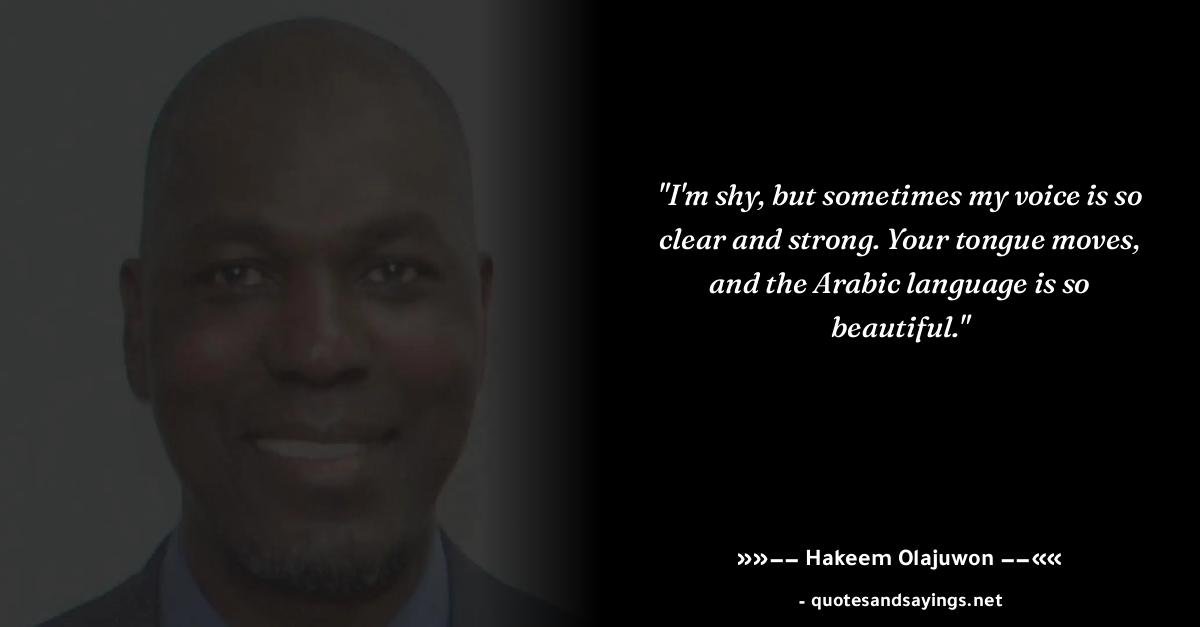 "I'm shy, but sometimes my voice is so
clear and strong. Your tongue moves,
and the Arabic language is so
beautiful."
»»−− Hakeem Olajuwon −−««
- quotesandsayings.net